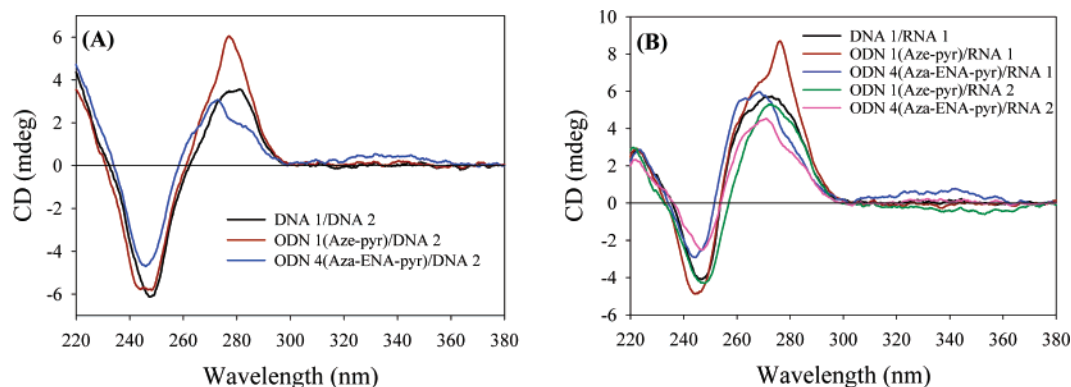 (A)
CD (mdeg)
6
4
2
0
-2
-4
-6
DNA 1/DNA 2
ODN 1(Aze-pyr)/DNA 2
ODN 4(Aza-ENA-pyr)/DNA 2
220 240 260 280 300 320 340 360 380
Wavelength (nm)
(B)
CD (mdeg)
10
8
6
4
2
0
-2
-4
-6
DNA 1/RNA 1
ODN 1(Aze-pyr)/RNA 1
ODN 4(Aza-ENA-pyr)/RNA 1
ODN 1(Aze-pyr)/RNA 2
ODN 4(Aza-ENA-pyr)/RNA 2
220 240 260 280 300 320 340 360 380
Wavelength (nm)